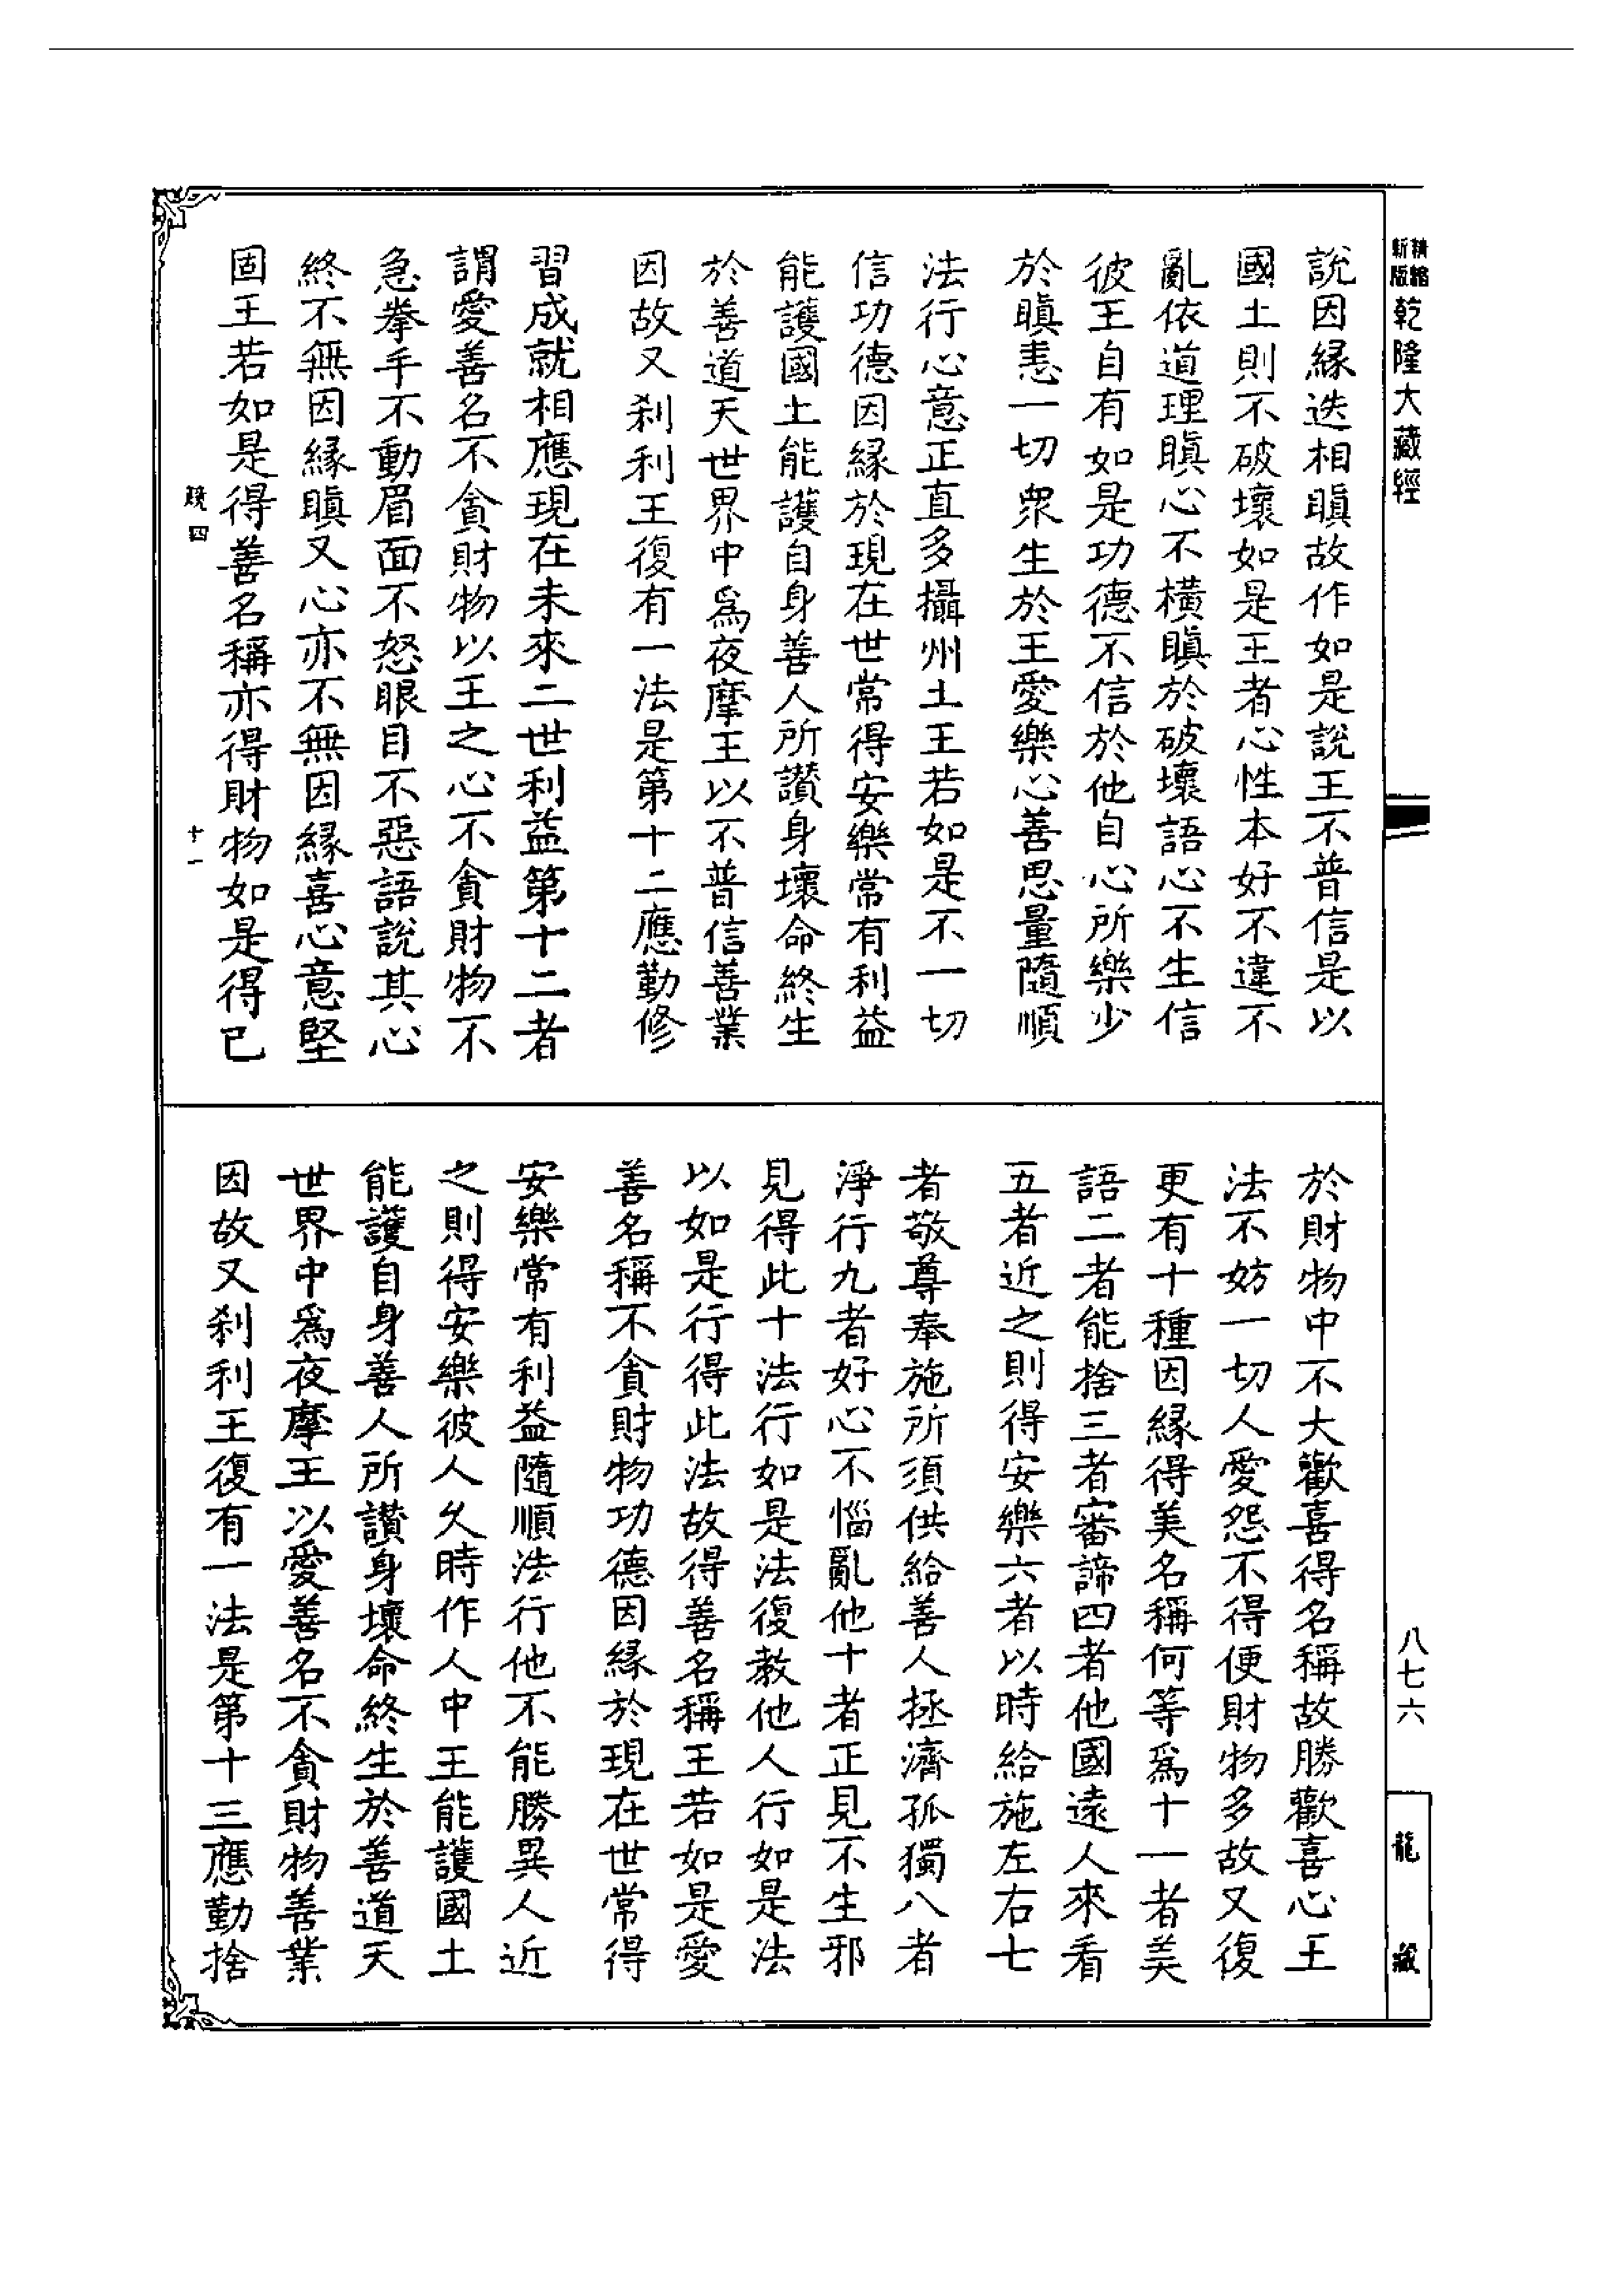 精縮新版乾隆大藏經
說因緣迭相瞋故作如是說王不普信是以
國土則不破壞如是王者心性本好不違不
亂依道理瞋心不橫瞋於破壞語心不生信
彼王自有如是功德不信於他自心所樂少
於瞋恚一切衆生於王愛樂心善思量隨順
法行心意正直多攝州土王若如是不一切
信功德因緣於現在世常得安樂常有利益
能護國土能護自身善人所讃身壞命終生
於善道天世界中爲夜摩王以不普信善業
因故又刹利王復有一法是第十二應勤修
習成就相應現在未來二世利益第十二者
謂愛善名不貪財物以王之心不貪財物不
急拳手不動眉面不怒眼目不惡語說其心
終不無因緣瞋又心亦不無因緣喜心意堅
固王若如是得善名稱亦得財物如是得已
十一
於財物中不大歡喜得名稱故勝歡喜心王
法不妨一切人愛怨不得便財物多故又復
更有十種因緣得美名稱何等爲十一者美
語二者能捨三者審諦四者他國遠人來看
五者近之則得安樂六者以時給施左右七
者敬尊奉施所須供給善人拯濟孤獨八者
淨行九者好心不惱亂他十者正見不生邪
見得此十法行如是法復教他人行如是法
以如是行得此法故得善名稱王若如是愛
善名稱不貪財物功德因緣於現在世常得
安樂常有利益隨順法行他不能勝異人近
之則得安樂彼人久時作人中王能護國土
能護自身善人所讃身壞命終生於善道天
世界中爲夜摩王以愛善名不貪財物善業
因故又刹利王復有一法是第十三應勤捨
八七六
龍藏